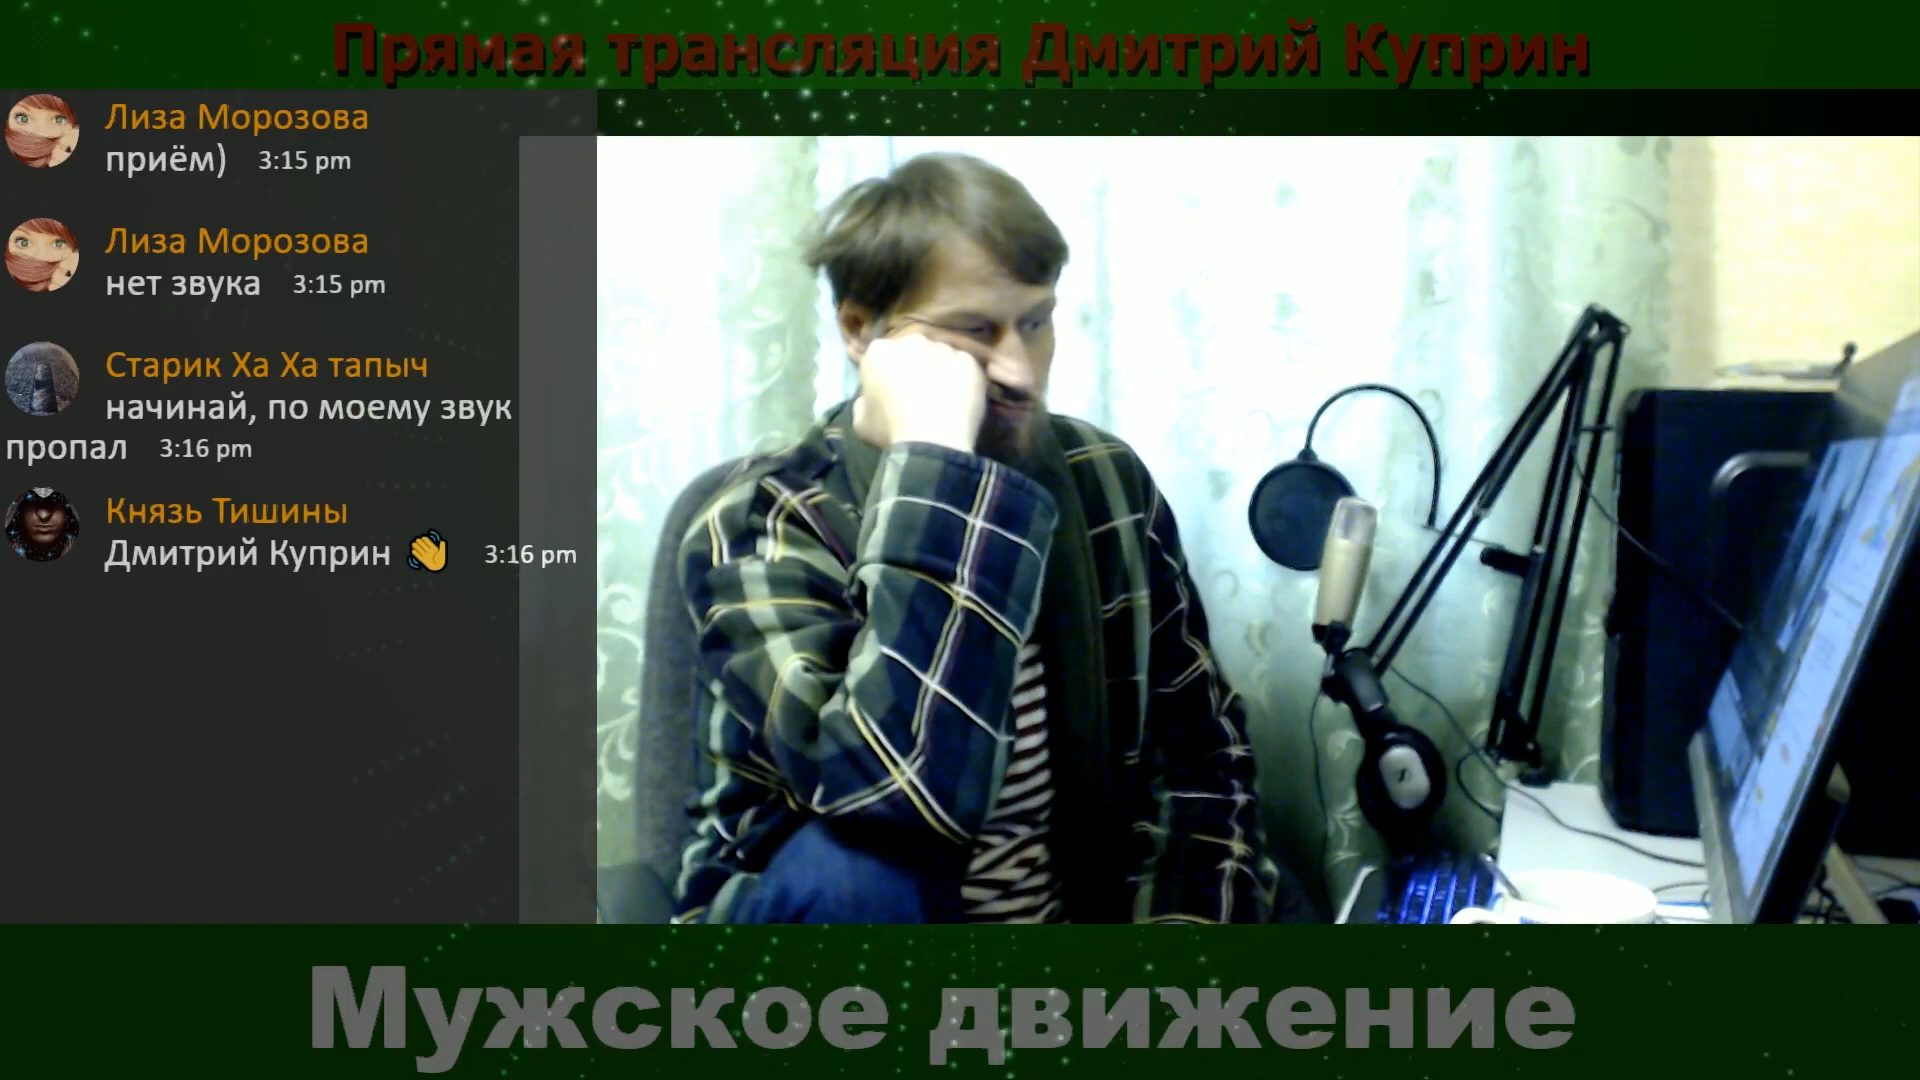 Прямая трансляция Дмитрий Куприн
Лиза Морозова
приём) 3:15 pm
Лиза Морозова
нет звука 3:15 pm
Старик Ха Ха тапыч
начинай, по моему звук
пропал 3:16 pm
Князь Тишины
Дмитрий Куприн 👋 3:16 pm
Мужское движение